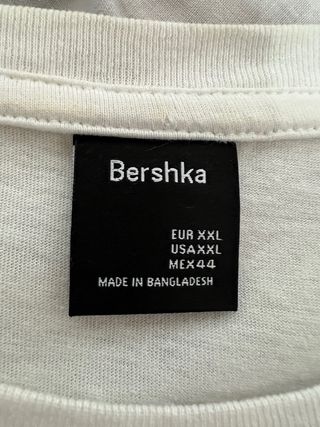 Bershka
EUR XXL
USA XXL
MEX 44
MADE IN BANGLADESH